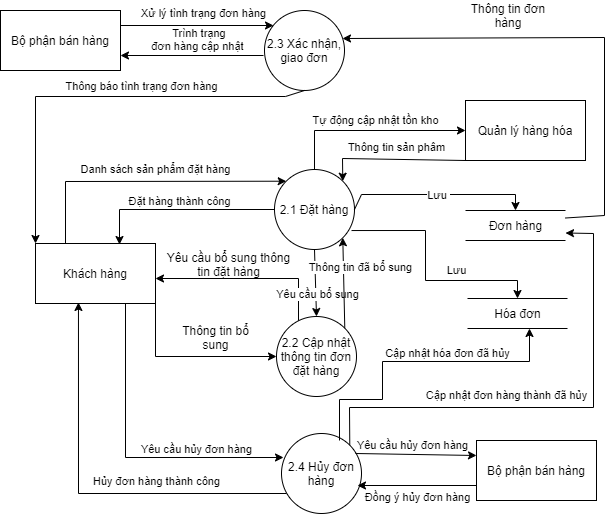 Xử lý tình trạng đơn hàng
Thông tin đơn
hàng
Bộ phận bán hàng
Trình trạng
đơn hàng cập nhật
2.3 Xác nhận,
giao đơn
Thông báo tình trạng đơn hàng
Tự động cập nhật tồn kho
Quản lý hàng hóa
Thông tin sản phẩm
Danh sách sản phẩm đặt hàng
Đặt hàng thành công
2.1 Đặt hàng
Lưu
Đơn hàng
Khách hàng
Yêu cầu bổ sung thông
tin đặt hàng
Thông tin đã bổ sung
Lưu
Yêu cầu bổ sung
Hóa đơn
Thông tin bổ
sung
2.2 Cập nhật
thông tin đơn
đặt hàng
Cập nhật hóa đơn đã hủy
Cập nhật đơn hàng thành đã hủy
Yêu cầu hủy đơn hàng
Yêu cầu hủy đơn hàng
2.4 Hủy đơn
hàng
Bộ phận bán hàng
Hủy đơn hàng thành công
Đồng ý hủy đơn hàng